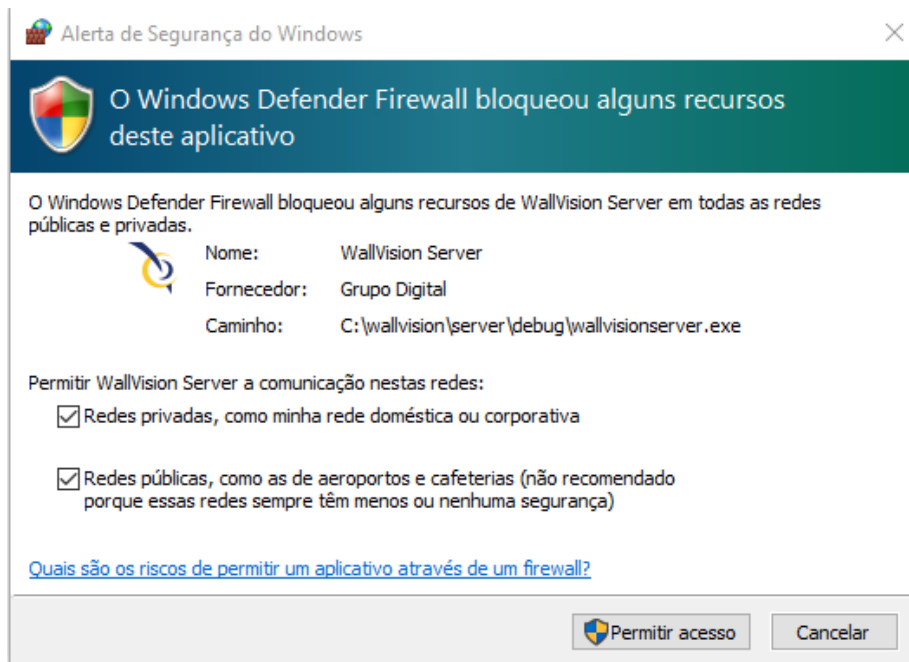 Alerta de Segurança do Windows
O Windows Defender Firewall bloqueou alguns recursos
deste aplicativo
O Windows Defender Firewall bloqueou alguns recursos de WallVision Server em todas as redes
públicas e privadas.
Nome: WallVision Server
Fornecedor: Grupo Digital
Caminho: C:\wallvision\server\debug\wallvisionserver.exe
Permitir WallVision Server a comunicação nestas redes:
Redes privadas, como minha rede doméstica ou corporativa
Redes públicas, como as de aeroportos e cafeterias (não recomendado
porque essas redes sempre têm menos ou nenhuma segurança)
Quais são os riscos de permitir um aplicativo através de um firewall?
Permitir acesso Cancelar